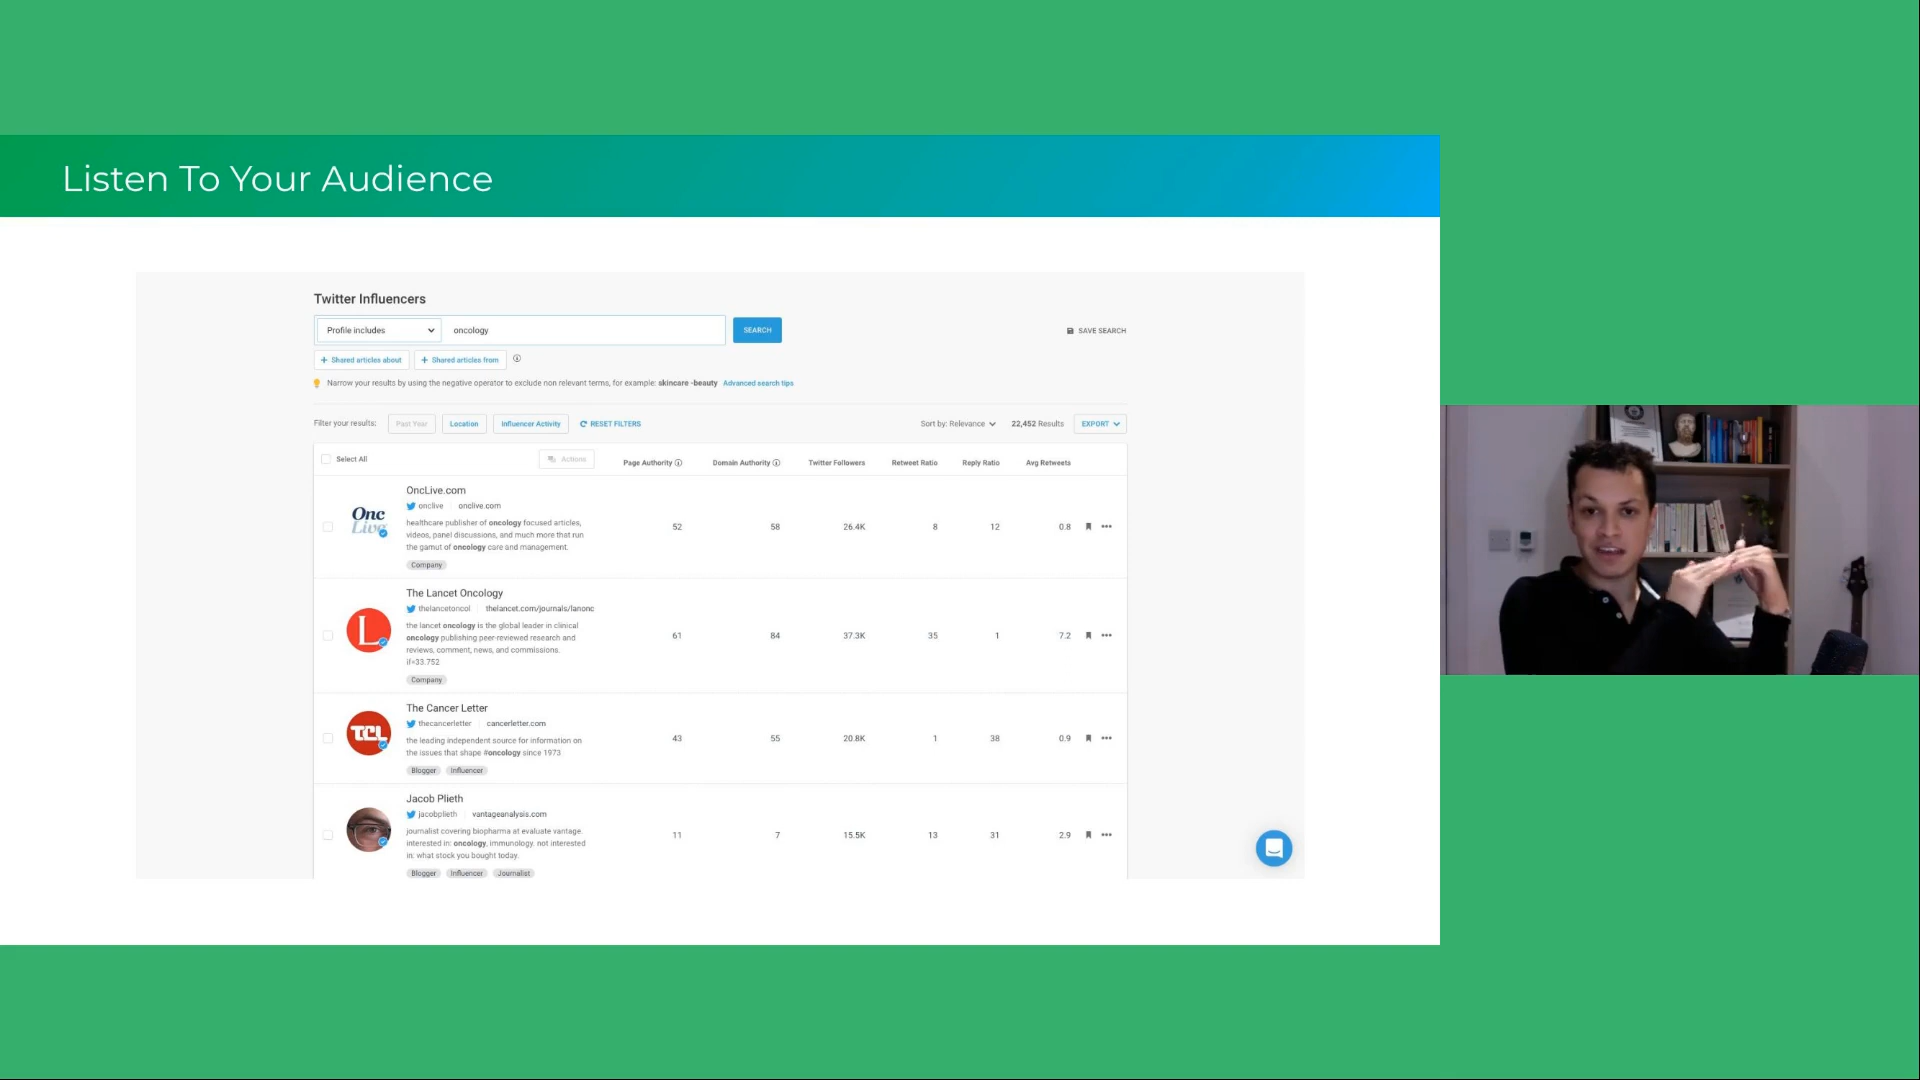 Listen To Your Audience
Twitter Influencers
Profile includes
oncology
SEARCH
SAVE SEARCH
+ Shared articles about
+ Shared articles from
Narrow your results by using the negative operator to exclude non relevant terms, for example: skincare -beauty Advanced search tips
Filter your results:
Past Year
Location
Influencer Activity
RESET FILTERS
Sort by: Relevance
22,452 Results
EXPORT
Select All
Actions
Page Authority
Domain Authority
Twitter Followers
Retweet Ratio
Reply Ratio
Avg Retweets
Onc
Live
OncLive.com
onclive onclive.com
healthcare publisher of oncology focused articles,
videos, panel discussions, and much more that run
the gamut of oncology care and management.
Company
52 58 26.4K 8 12 0.8
L
The Lancet Oncology
thelancetoncol thelancet.com/journals/lanonc
the lancet oncology is the global leader in clinical
oncology publishing peer-reviewed research and
reviews, comment, news, and commissions.
if=33.752
Company
61 84 37.3K 35 1 7.2
TCL
The Cancer Letter
thecancerletter cancerletter.com
the leading independent source for information on
the issues that shape #oncology since 1973
Blogger Influencer
43 55 20.8K 1 38 0.9
Jacob Plieth
jacobplieth vantageanalysis.com
journalist covering biopharma at evaluate vantage.
interested in: oncology, immunology. not interested
in: what stock you bought today.
Blogger Influencer Journalist
11 7 15.5K 13 31 2.9